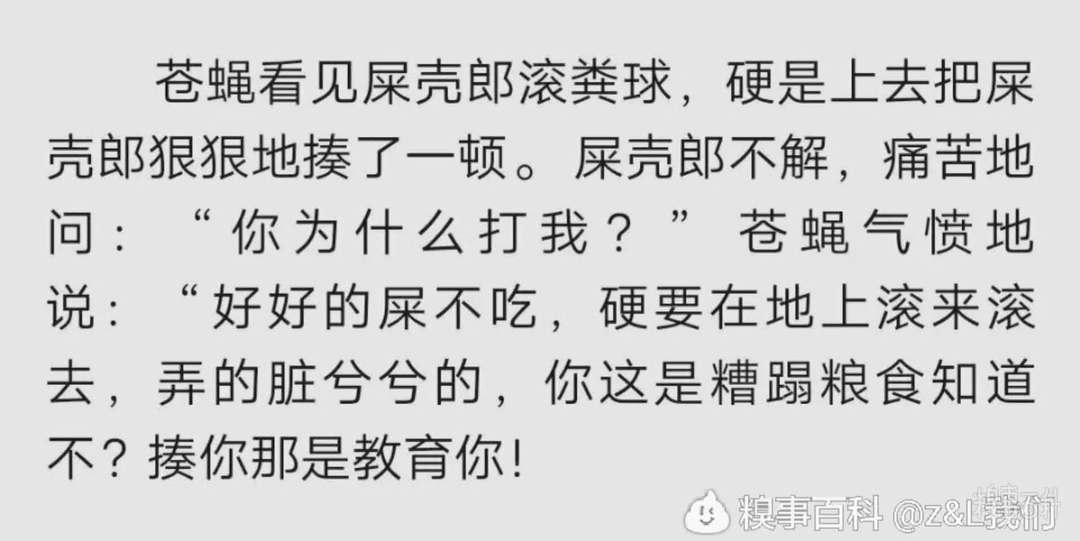 苍蝇看见屎壳郎滚粪球，硬是上去把屎
壳郎狠狠地揍了一顿。屎壳郎不解，痛苦地
问：“你为什么打我？”苍蝇气愤地
说：“好好的屎不吃，硬要在地上滚来滚
去，弄的脏兮兮的，你这是糟蹋粮食知道
不？揍你那是教育你！
糗事百科 @z&L我们